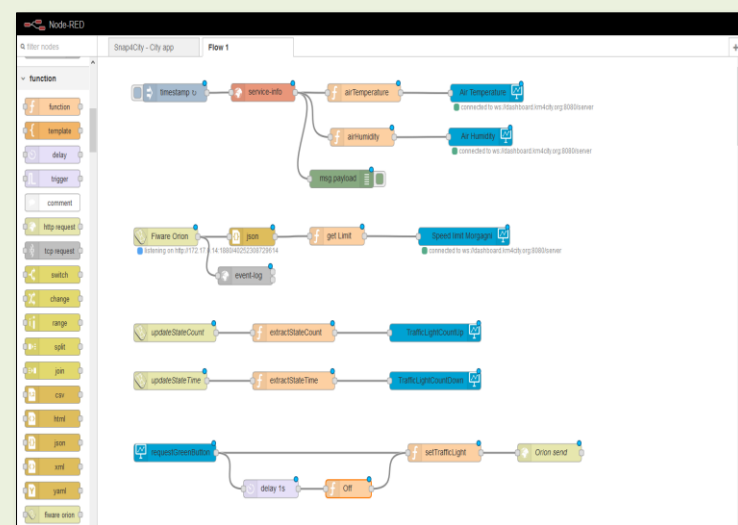 Node-RED
filter nodes
Snap4City - City app
Flow 1
+
function
function
template
delay
trigger
comment
http request
tcp request
switch
change
range
split
join
csv
html
json
xml
yaml
fiware orion
timestamp ↻
service-info
airTemperature
Air Temperature
connected to ws://dashboard.km4city.org:8080/server
airHumidity
Air Humidity
connected to ws://dashboard.km4city.org:8080/server
msg.payload
Fiware Orion
json
get Limit
Speed limit Morgagni
connected to ws://dashboard.km4city.org:8080/server
event-log
updateStateCount
extractStateCount
TrafficLightCountUp
updateStateTime
extractStateTime
TrafficLightCountDown
requestGreenButton
setTrafficLight
Orion send
delay 1s
Off